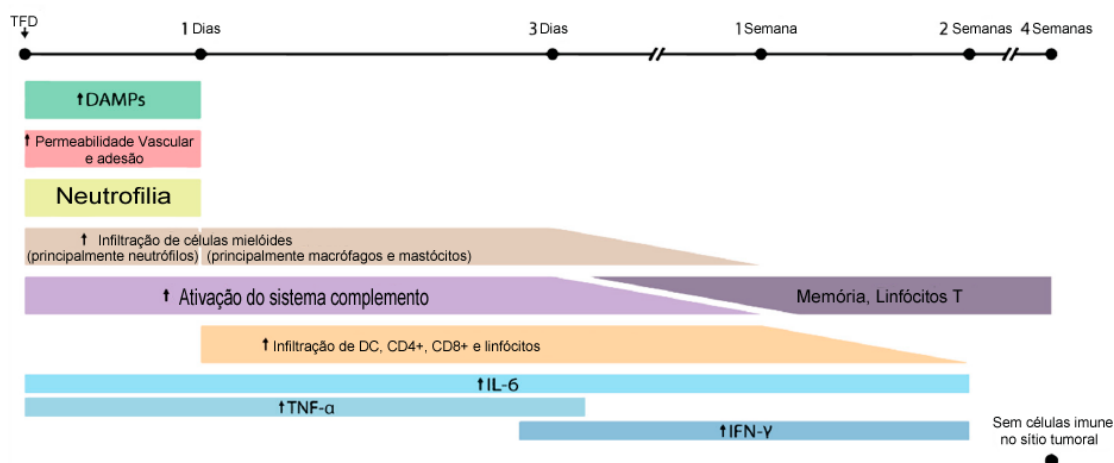 TFD
1 Dias
3 Dias
1 Semana
2 Semanas
4 Semanas
↑DAMPs
↑ Permeabilidade Vascular
e adesão
Neutrofilia
↑ Infiltração de células mielóides
(principalmente neutrófilos) (principalmente macrófagos e mastócitos)
↑ Ativação do sistema complemento
Memória, Linfócitos T
↑ Infiltração de DC, CD4+, CD8+ e linfócitos
↑IL-6
↑TNF-α
↑IFN-γ
Sem células imune
no sítio tumoral